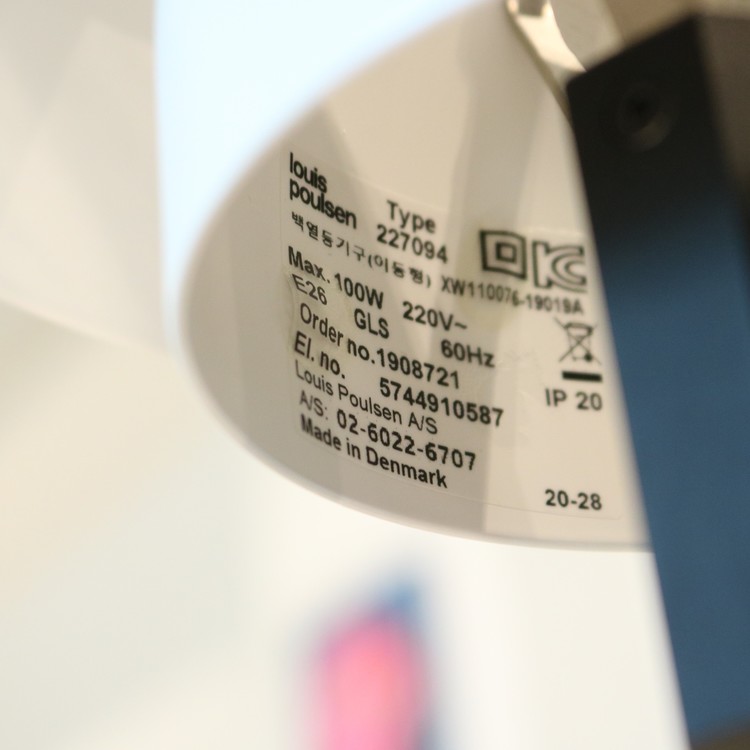 louis
poulsen
Type
227094
백열등기구(이동형) XW110076-19019A
Max. 100W 220V~
E26 GLS 60Hz
Order no.1908721
El. no. 5744910587
IP 20
Louis Poulsen A/S
A/S: 02-6022-6707
Made in Denmark
20-28